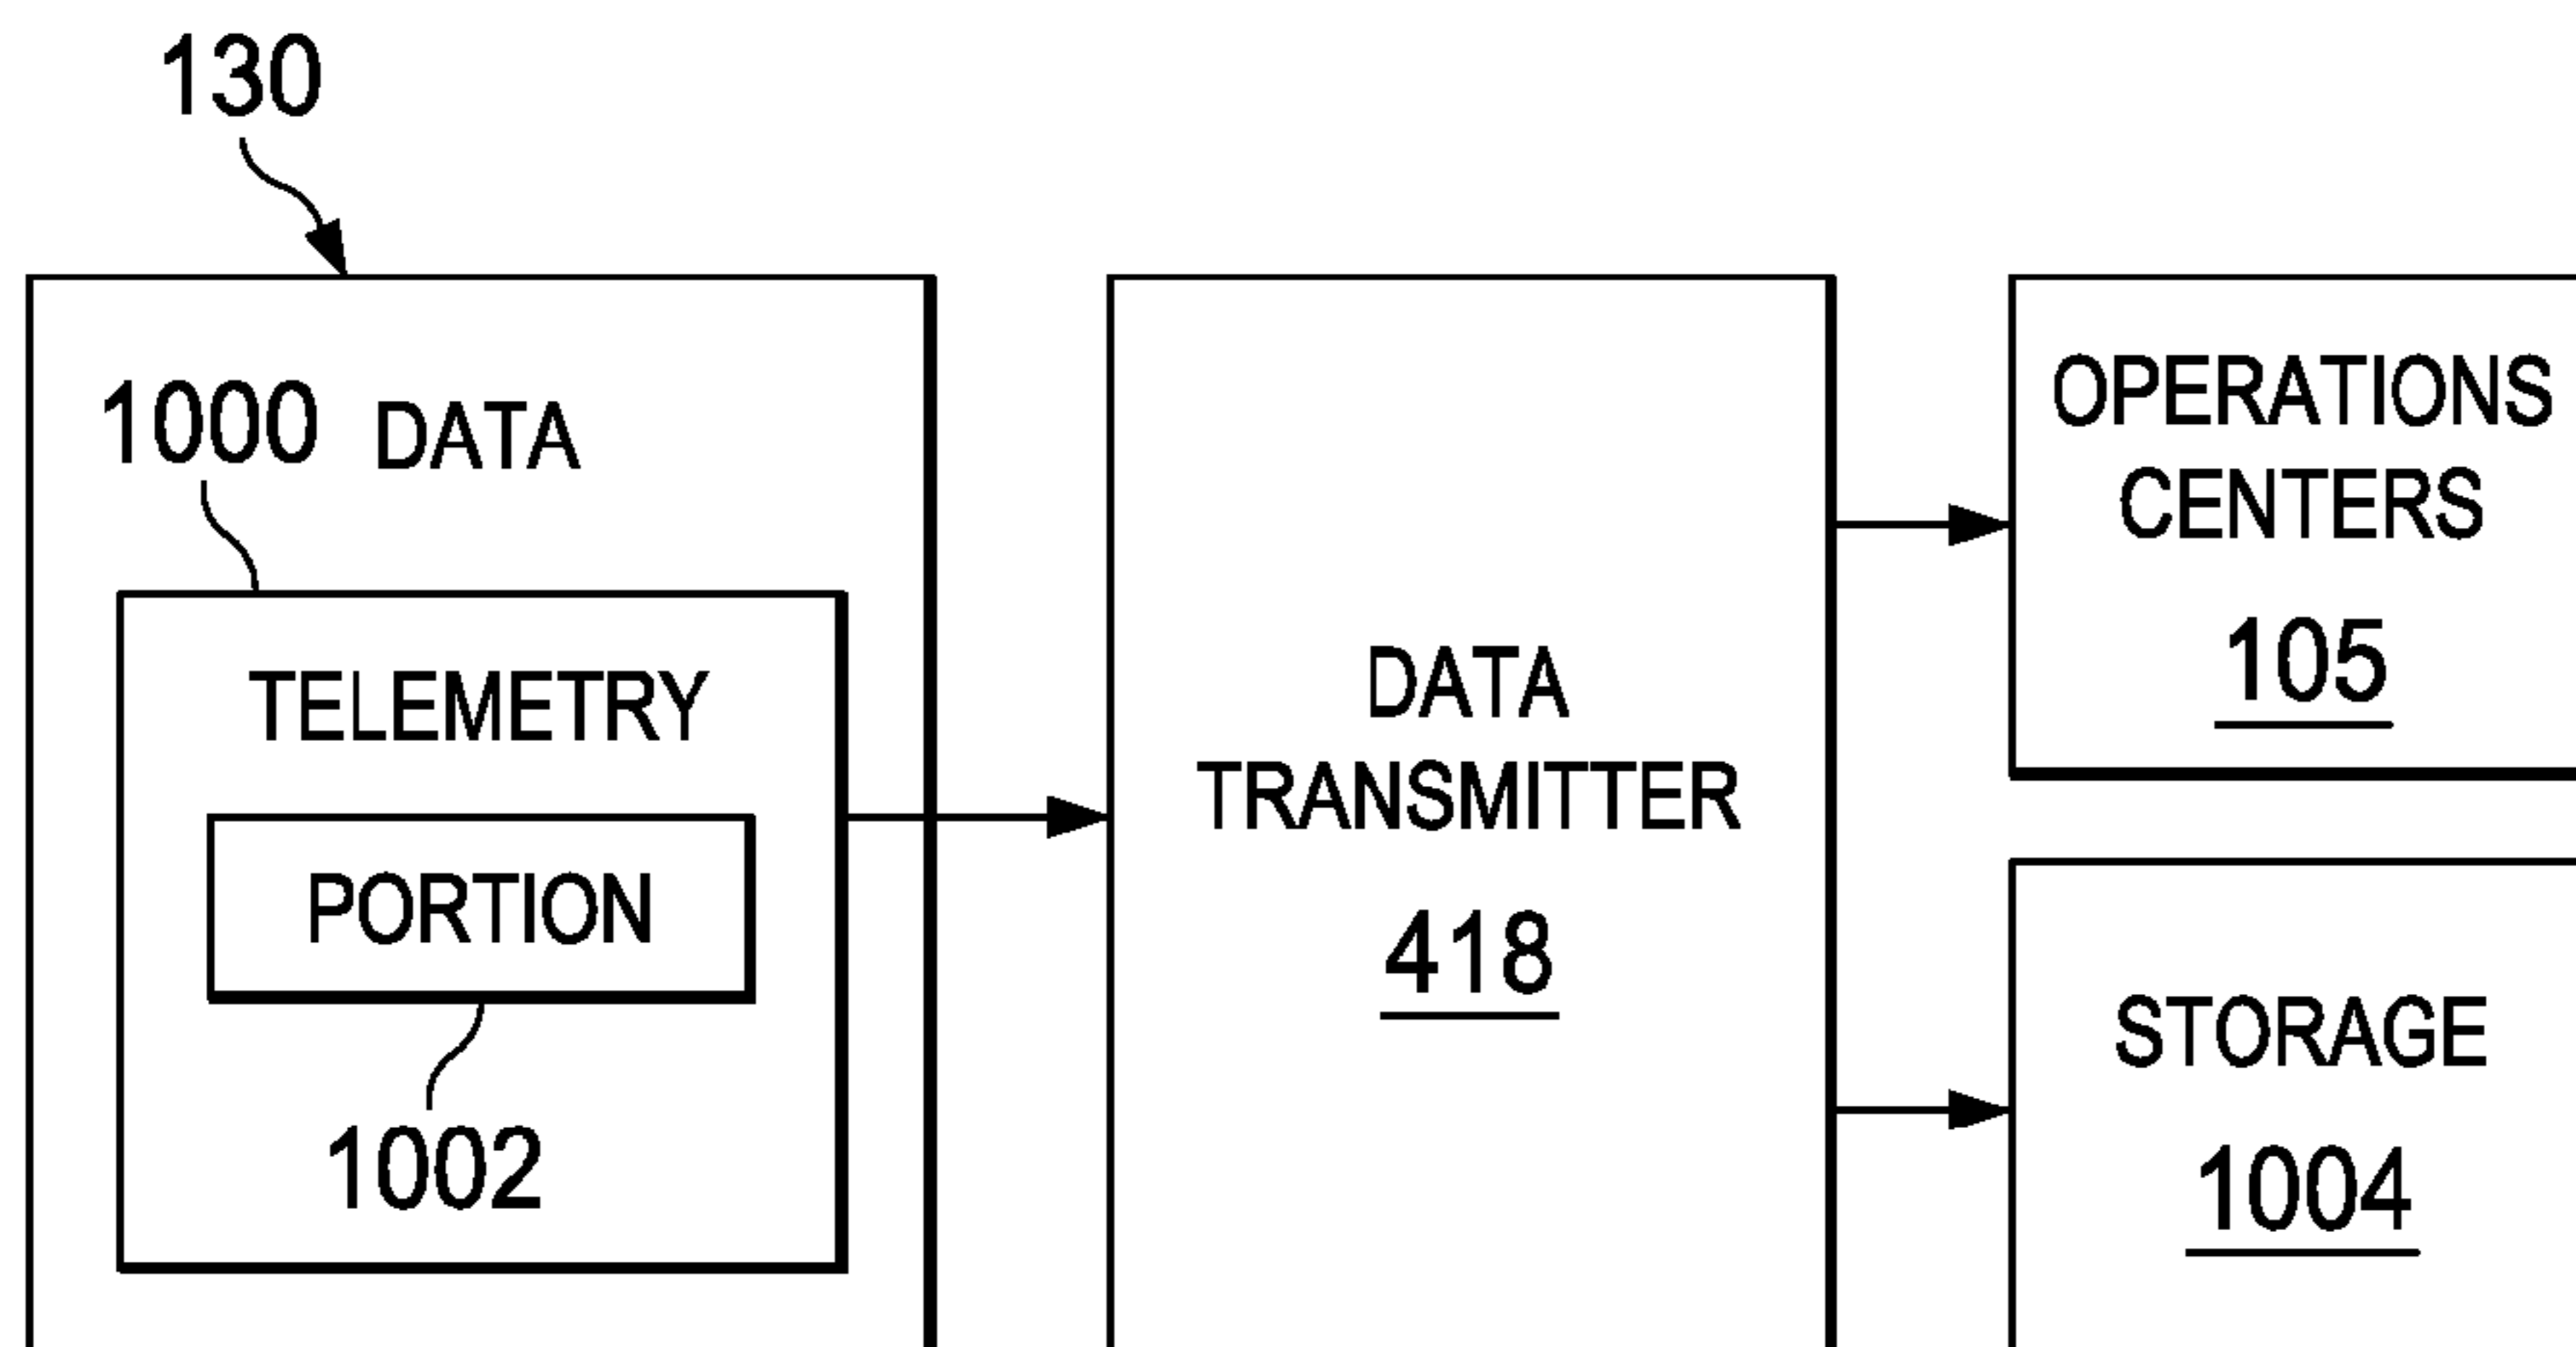 130
1000
DATA
TELEMETRY
PORTION
1002
DATA
TRANSMITTER
418
OPERATIONS
CENTERS
105
STORAGE
1004